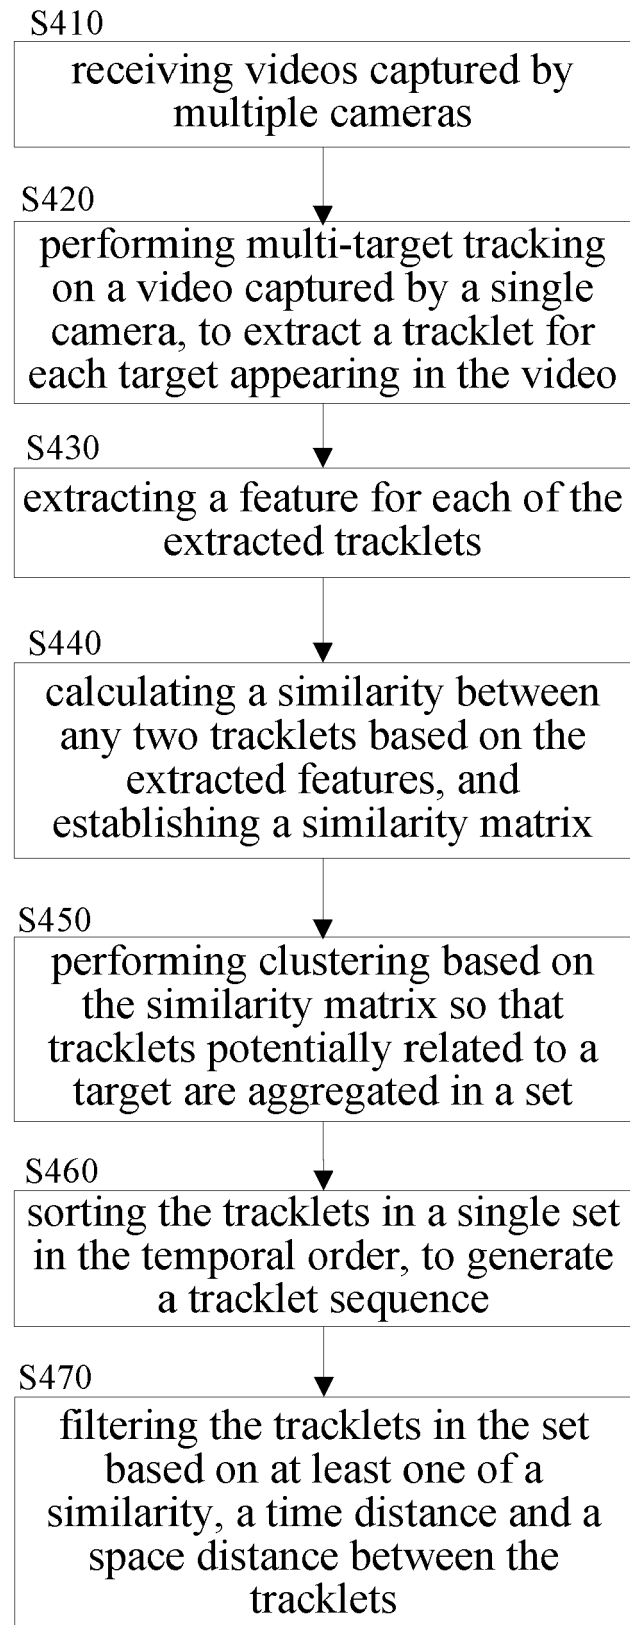 S410
receiving videos captured by
multiple cameras
S420
performing multi-target tracking
on a video captured by a single
camera, to extract a tracklet for
each target appearing in the video
S430
extracting a feature for each of the
extracted tracklets
S440
calculating a similarity between
any two tracklets based on the
extracted features, and
establishing a similarity matrix
S450
performing clustering based on
the similarity matrix so that
tracklets potentially related to a
target are aggregated in a set
S460
sorting the tracklets in a single set
in the temporal order, to generate
a tracklet sequence
S470
filtering the tracklets in the set
based on at least one of a
similarity, a time distance and a
space distance between the
tracklets